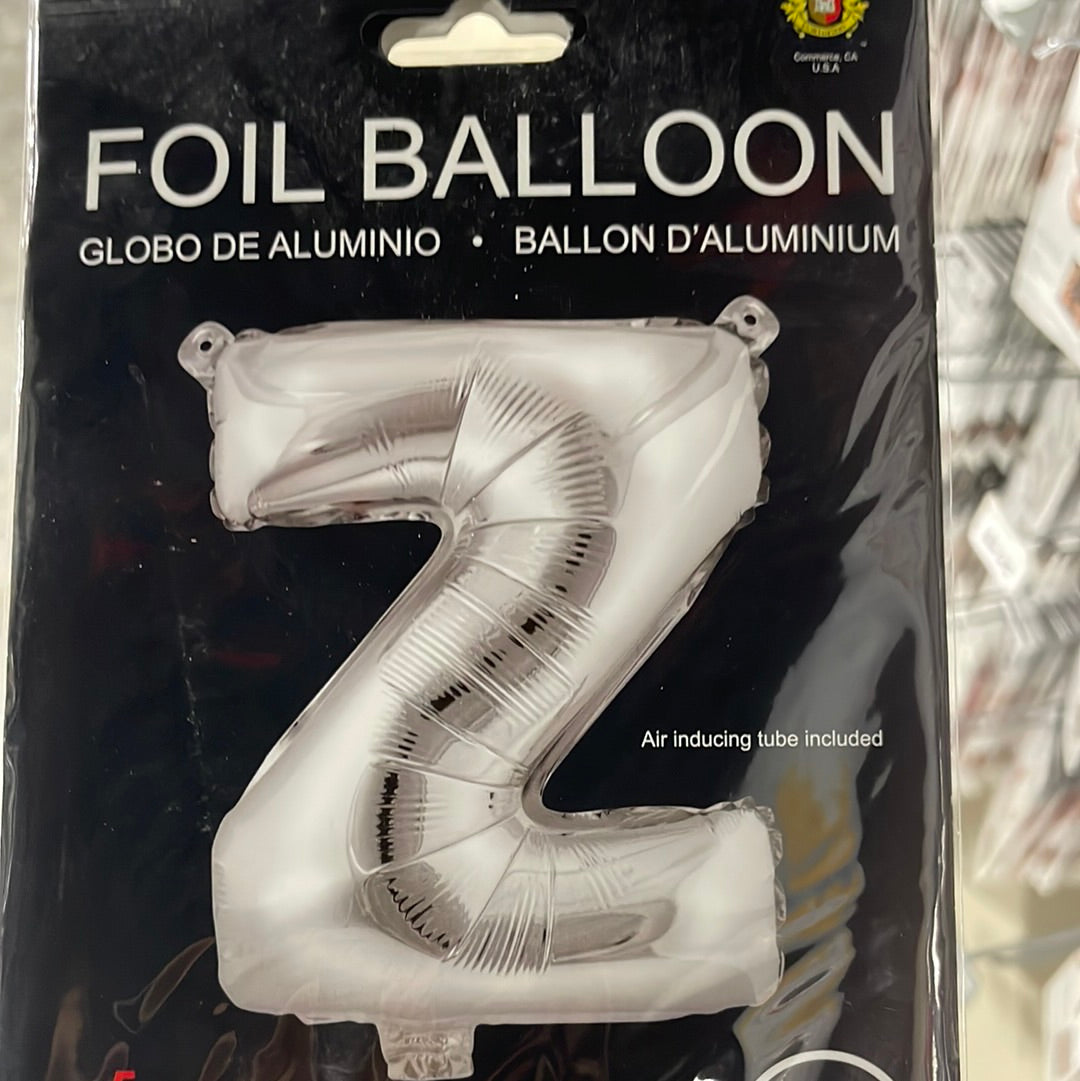 Commerce, CA
U.S.A
FOIL BALLOON
GLOBO DE ALUMINIO • BALLON D'ALUMINIUM
Z
Air inducing tube included